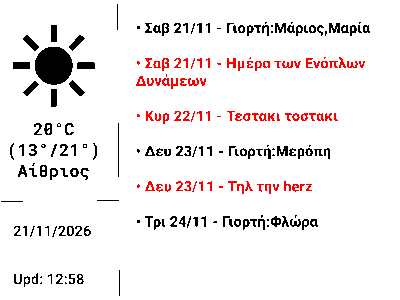 • Σαβ 21/11 - Γιορτή:Μάριος,Μαρία
• Σαβ 21/11 - Ημέρα των Ενόπλων
Δυνάμεων
• Κυρ 22/11 - Τεστακι τοστακι
• Δευ 23/11 - Γιορτή:Μερόπη
• Δευ 23/11 - Τηλ την herz
• Τρι 24/11 - Γιορτή:Φλώρα
20°C
(13°/21°)
Αίθριος
21/11/2026
Upd: 12:58